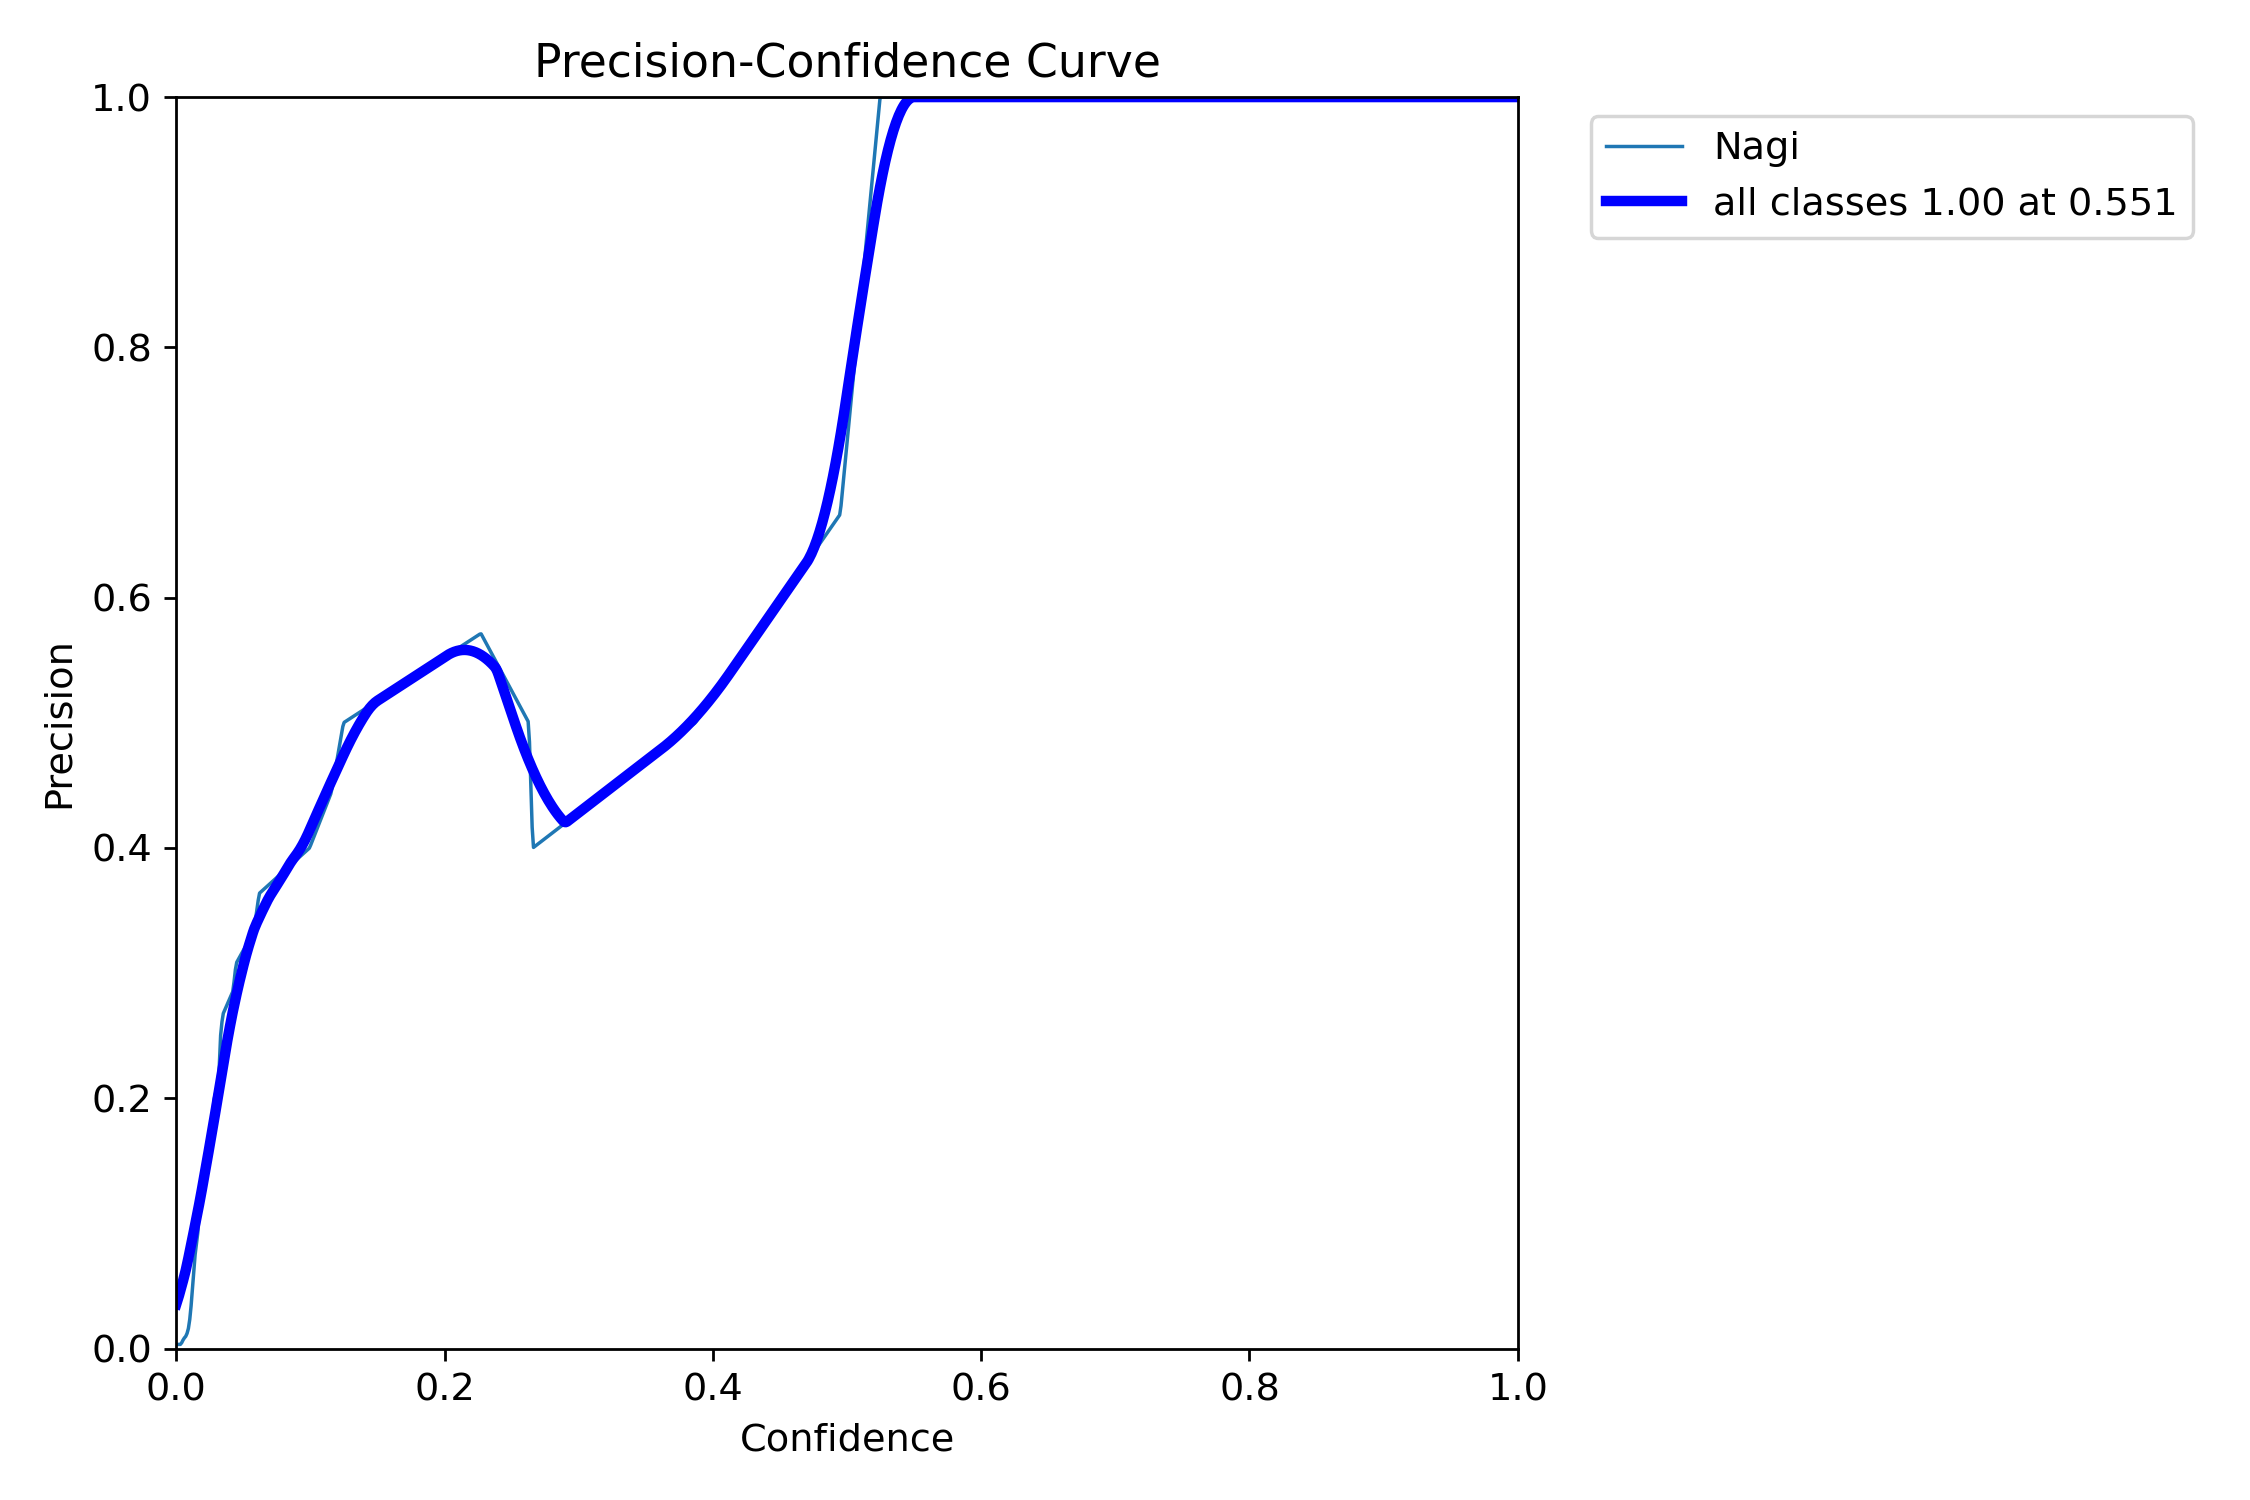 Precision-Confidence Curve
1.0
0.8
0.6
0.4
0.2
0.0
Precision
0.0 0.2 0.4 0.6 0.8 1.0
Confidence
Nagi
all classes 1.00 at 0.551